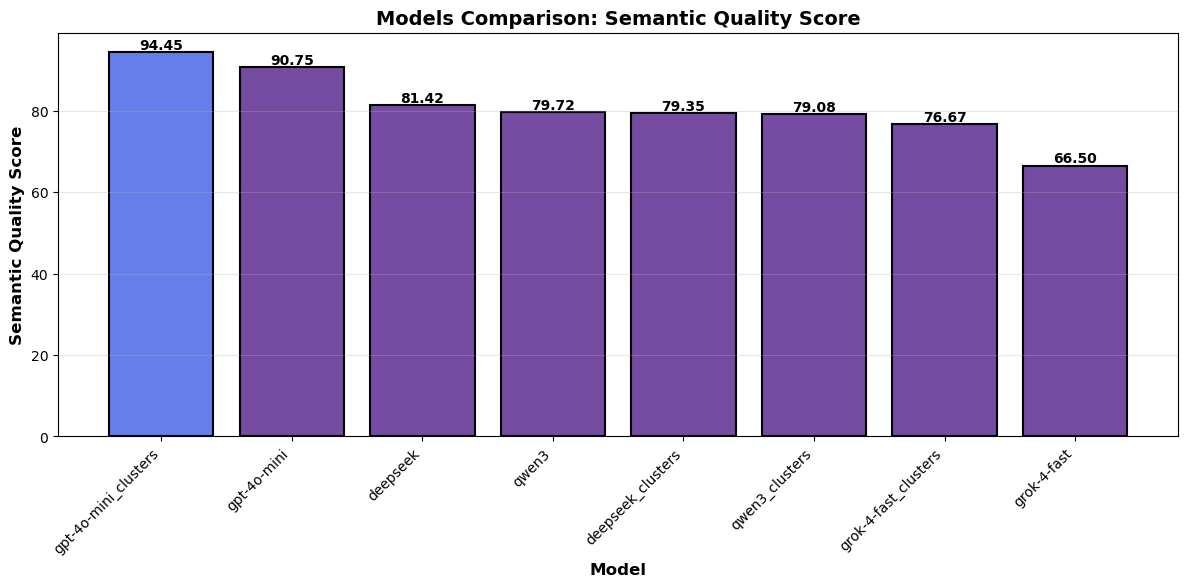 Models Comparison: Semantic Quality Score
Semantic Quality Score
80
60
40
20
0
94.45
90.75
81.42
79.72
79.35
79.08
76.67
66.50
gpt-4o-mini_clusters
gpt-4o-mini
deepseek
qwen3
deepseek_clusters
qwen3_clusters
grok-4-fast_clusters
grok-4-fast
Model